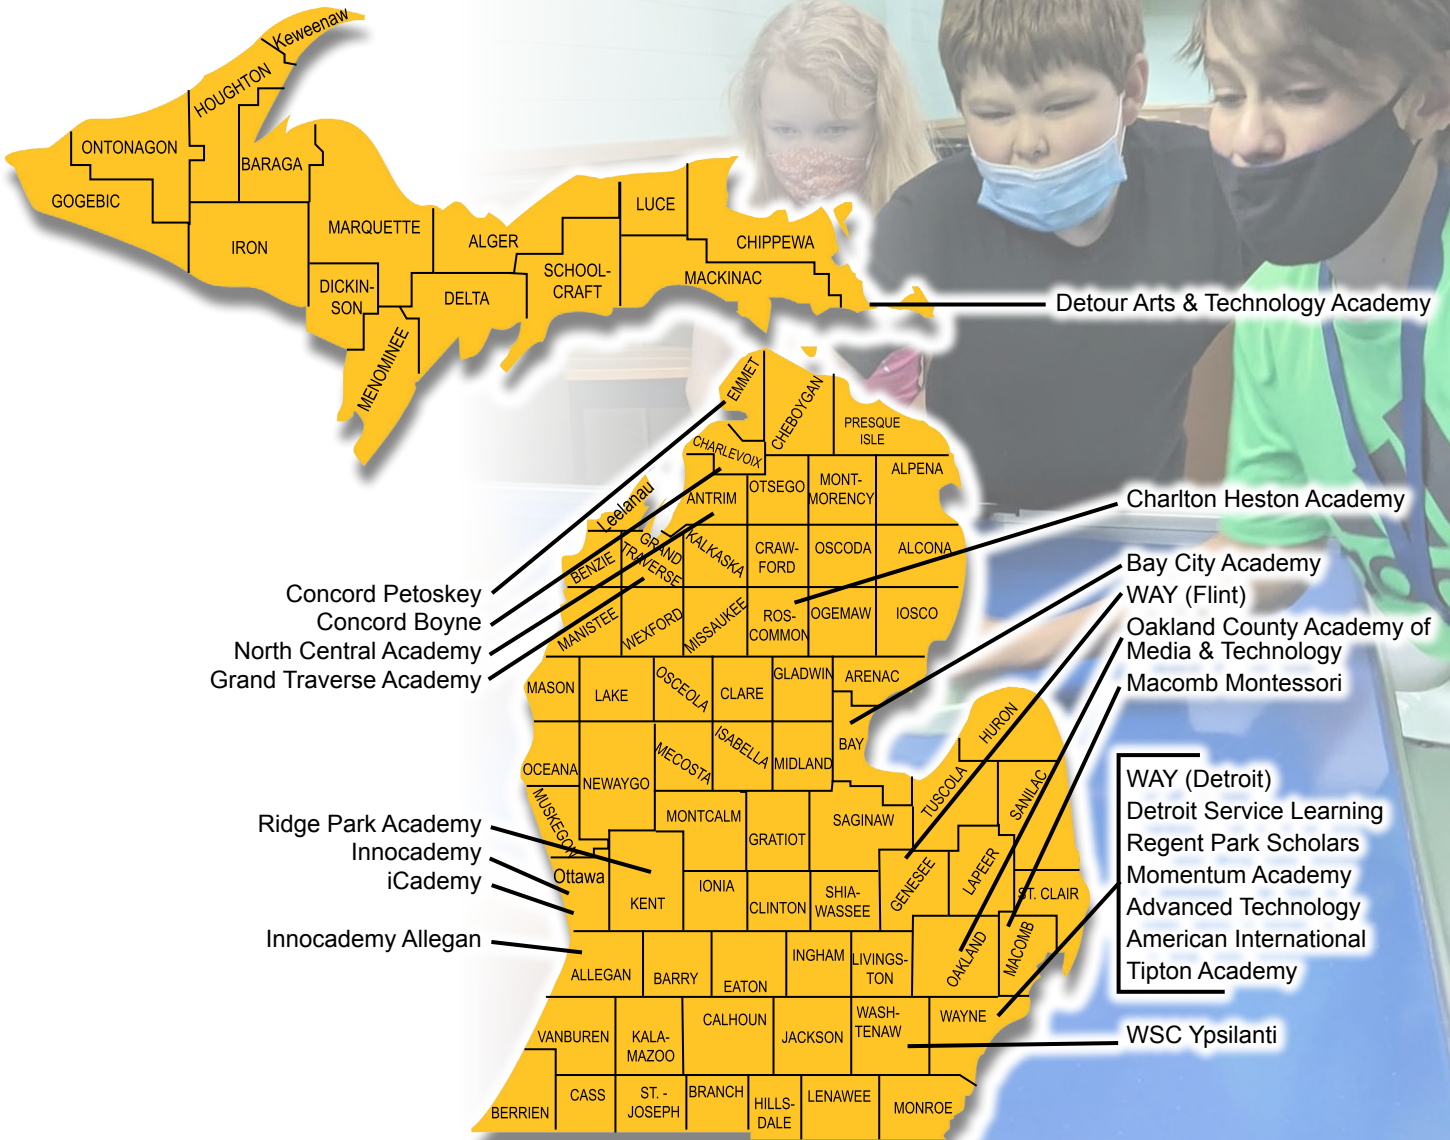 Keweenaw
HOUGHTON
ONTONAGON
BARAGA
GOGEBIC
IRON
MARQUETTE
ALGER
LUCE
CHIPPEWA
DICKIN-
SON
DELTA
SCHOOL-
CRAFT
MACKINAC
MENOMINEE
Detour Arts & Technology Academy
EMMET
CHEBOYGAN
PRESQUE
ISLE
CHARLEVOIX
ANTRIM
OTSEGO
MONT-
MORENCY
ALPENA
Leelanau
BENZIE
GRAND
TRAVERSE
KALKASKA
CRAW-
FORD
OSCODA
ALCONA
MANISTEE
WEXFORD
MISSAUKEE
ROS-
COMMON
OGEMAW
IOSCO
MASON
LAKE
OSCEOLA
CLARE
GLADWIN
ARENAC
OCEANA
NEWAYGO
MECOSTA
ISABELLA
MIDLAND
BAY
HURON
MUSKEGON
MONTCALM
GRATIOT
SAGINAW
TUSCOLA
SANILAC
Ottawa
KENT
IONIA
CLINTON
SHIA-
WASSEE
GENESEE
LAPEER
ST. CLAIR
ALLEGAN
BARRY
EATON
INGHAM
LIVINGS-
TON
OAKLAND
MACOMB
VANBUREN
KALA-
MAZOO
CALHOUN
JACKSON
WASH-
TENAW
WAYNE
BERRIEN
CASS
ST. -
JOSEPH
BRANCH
HILLS-
DALE
LENAWEE
MONROE
Concord Petoskey
Concord Boyne
North Central Academy
Grand Traverse Academy
Ridge Park Academy
Innocademy
iCademy
Innocademy Allegan
Charlton Heston Academy
Bay City Academy
WAY (Flint)
Oakland County Academy of
Media & Technology
Macomb Montessori
WAY (Detroit)
Detroit Service Learning
Regent Park Scholars
Momentum Academy
Advanced Technology
American International
Tipton Academy
WSC Ypsilanti